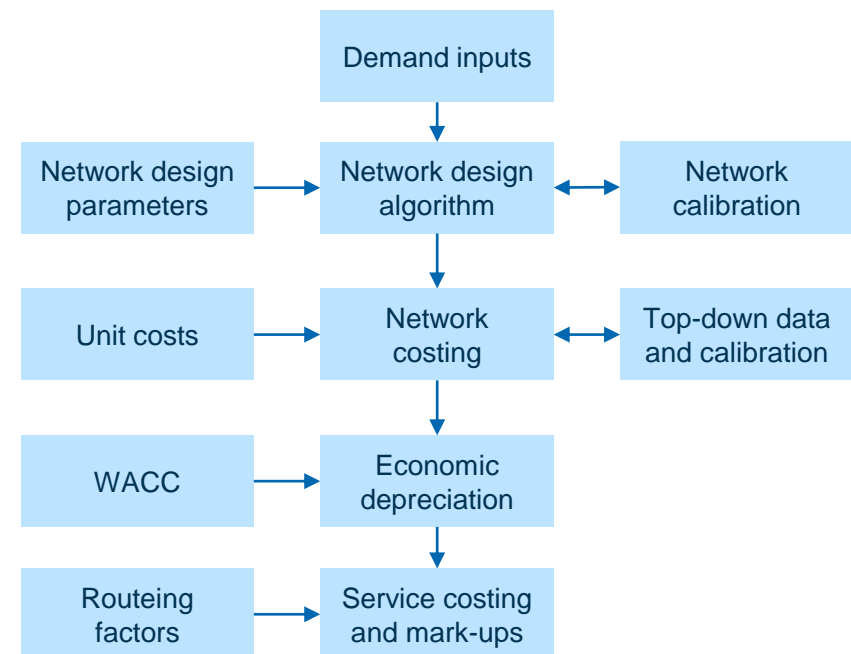 Demand inputs
Network design
parameters
Network design
algorithm
Network
calibration
Unit costs
Network
costing
Top-down data
and calibration
WACC
Economic
depreciation
Routeing
factors
Service costing
and mark-ups